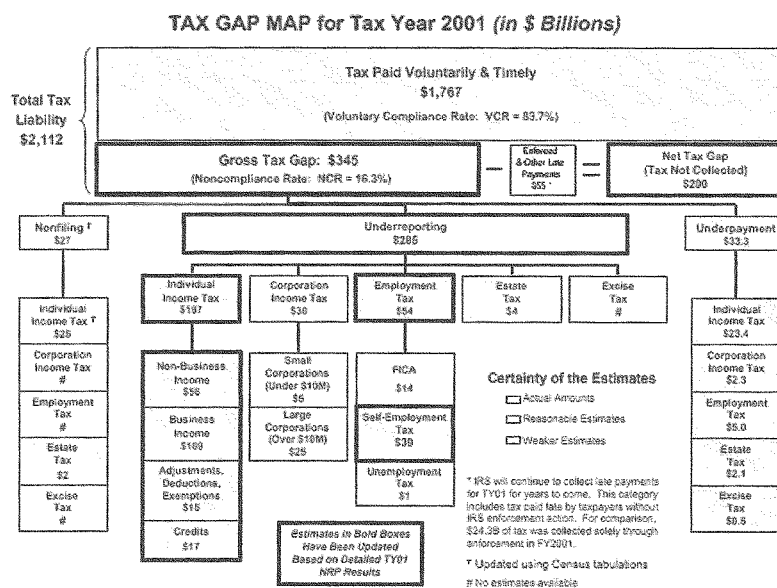 TAX GAP MAP for Tax Year 2001 (in $ Billions)
Total Tax
Liability
$2,112
Tax Paid Voluntarily & Timely
$1,767
(Voluntary Compliance Rate: VCR = 83.7%)
Gross Tax Gap: $345
(Noncompliance Rate: NCR = 16.3%)
Enforced
& Other Late
Payments
$55 *
Net Tax Gap
(Tax Not Collected)
$290
Nonfiling ₸
$27
Underreporting
$285
Underpayment
$33.3
Individual
Income Tax ₸
$25
Corporation
Income Tax
#
Employment
Tax
#
Estate
Tax
$2
Excise
Tax
#
Individual
Income Tax
$197
Non-Business
Income
$56
Business
Income
$109
Adjustments,
Deductions,
Exemptions
$15
Credits
$17
Corporation
Income Tax
$30
Small
Corporations
(Under $10M)
$5
Large
Corporations
(Over $10M)
$25
Employment
Tax
$54
FICA
$14
Self-Employment
Tax
$39
Unemployment
Tax
$1
Estate
Tax
$4
Excise
Tax
#
Individual
Income Tax
$23.4
Corporation
Income Tax
$2.3
Employment
Tax
$5.0
Estate
Tax
$2.1
Excise
Tax
$0.5
Certainty of the Estimates
Actual Amounts
Reasonable Estimates
Weaker Estimates
Estimates in Bold Boxes
Have Been Updated
Based on Detailed TY01
NRP Results
* IRS will continue to collect late payments
for TY01 for years to come. This category
includes tax paid late by taxpayers without
IRS enforcement action. For comparison,
$24.3B of tax was collected solely through
enforcement in FY2001.
₸ Updated using Census tabulations
# No estimates available